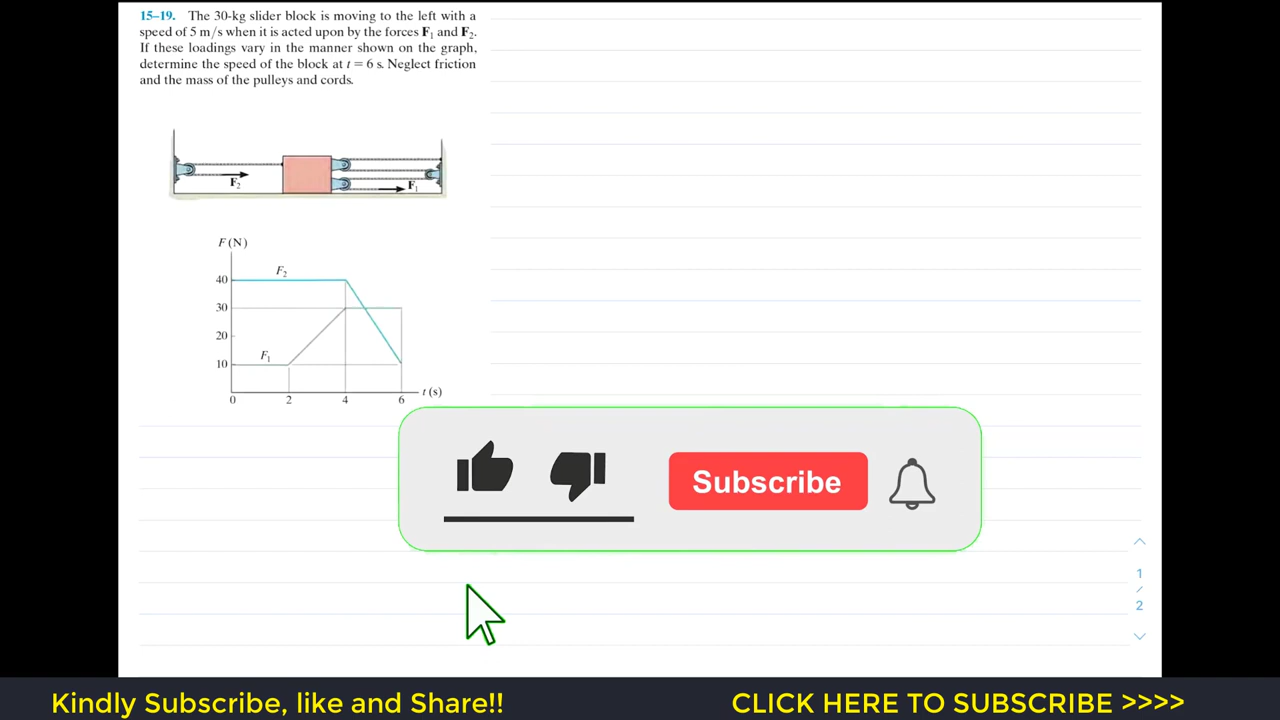 15–19. The 30-kg slider block is moving to the left with a
speed of 5 m/s when it is acted upon by the forces F₁ and F₂.
If these loadings vary in the manner shown on the graph,
determine the speed of the block at t = 6 s. Neglect friction
and the mass of the pulleys and cords.
F₂
F₁
F (N)
F₂
40
30
20
F₁
10
t (s)
0 2 4 6
Subscribe
1
/
2
Kindly Subscribe, like and Share!!
CLICK HERE TO SUBSCRIBE >>>>